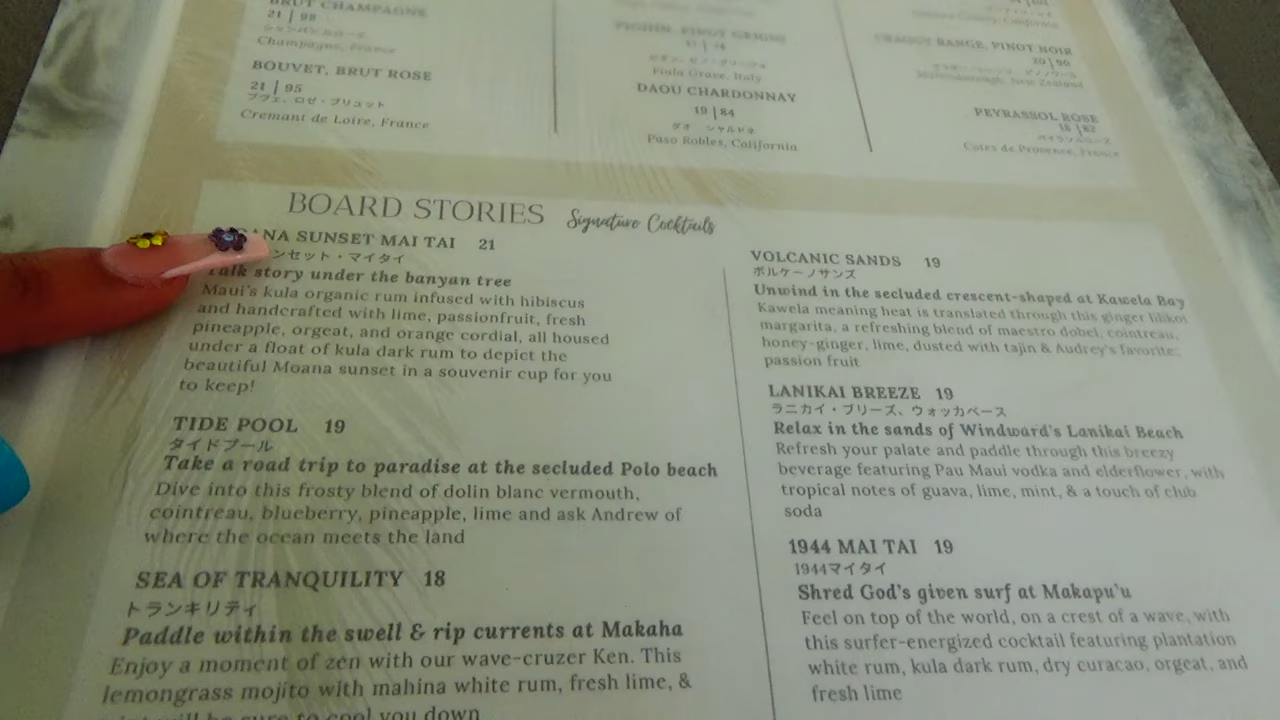 BRUT CHAMPAGNE
21 | 98
Champagne, France
BOUVET, BRUT ROSE
21 | 95
ブヴェ、ロゼ・ブリュット
Cremant de Loire, France
PINOT GRIGIO
Italy
DAOU CHARDONNAY
19 | 84
ダオ シャルドネ
Paso Robles, California
California
CRAGGY RANGE, PINOT NOIR
20 | 90
New Zealand
PEYRASSOL ROSE
18 | 82
Cotes de Provence, France
BOARD STORIES Signature Cocktails
ANA SUNSET MAI TAI 21
ンセット・マイタイ
Talk story under the banyan tree
Maui's kula organic rum infused with hibiscus
and handcrafted with lime, passionfruit, fresh
pineapple, orgeat, and orange cordial, all housed
under a float of kula dark rum to depict the
beautiful Moana sunset in a souvenir cup for you
to keep!
TIDE POOL 19
タイドプール
Take a road trip to paradise at the secluded Polo beach
Dive into this frosty blend of dolin blanc vermouth,
cointreau, blueberry, pineapple, lime and ask Andrew of
where the ocean meets the land
SEA OF TRANQUILITY 18
トランキリティ
Paddle within the swell & rip currents at Makaha
Enjoy a moment of zen with our wave-cruzer Ken. This
lemongrass mojito with mahina white rum, fresh lime, &
mint will be sure to cool you down
VOLCANIC SANDS 19
ボルケーノサンズ
Unwind in the secluded crescent-shaped at Kawela Bay
Kawela meaning heat is translated through this ginger lilikoi
margarita, a refreshing blend of maestro dobel, cointreau,
honey-ginger, lime, dusted with tajin & Audrey's favorite:
passion fruit
LANIKAI BREEZE 19
ラニカイ・ブリーズ、ウォッカベース
Relax in the sands of Windward's Lanikai Beach
Refresh your palate and paddle through this breezy
beverage featuring Pau Maui vodka and elderflower, with
tropical notes of guava, lime, mint, & a touch of club
soda
1944 MAI TAI 19
1944マイタイ
Shred God's given surf at Makapu'u
Feel on top of the world, on a crest of a wave, with
this surfer-energized cocktail featuring plantation
white rum, kula dark rum, dry curacao, orgeat, and
fresh lime